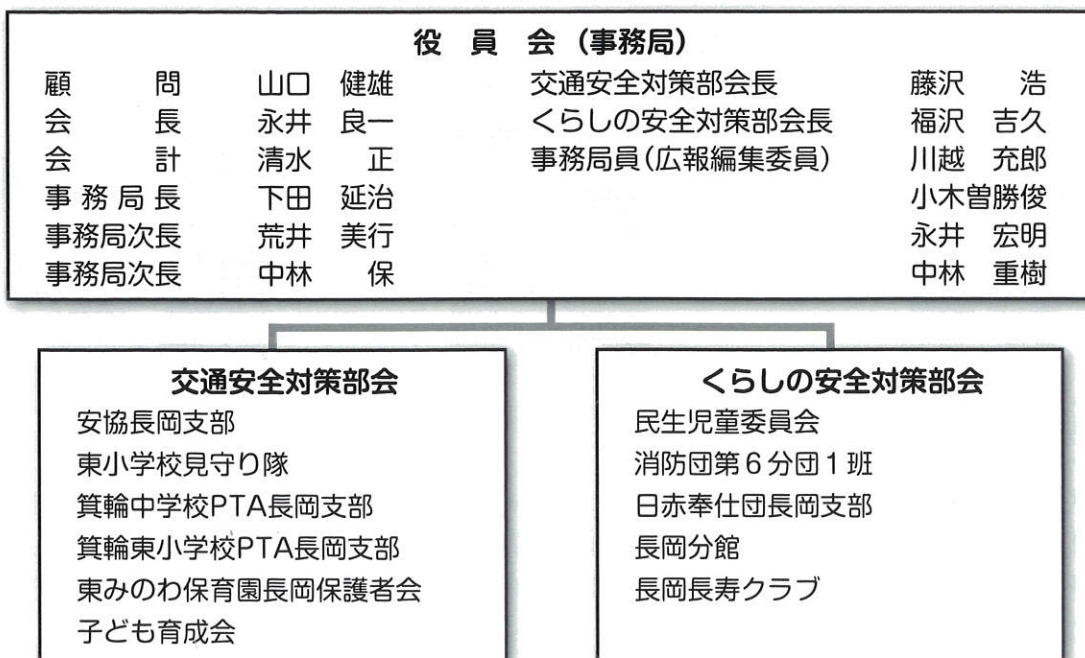 役　員　会（事務局）
顧　　問　山口　健雄
会　　長　永井　良一
会　　計　清水　　正
事務局長　下田　延治
事務局次長　荒井　美行
事務局次長　中林　　保
交通安全対策部会長　藤沢　　浩
くらしの安全対策部会長　福沢　吉久
事務局員（広報編集委員）　川越　充郎
小木曽勝俊
永井　宏明
中林　重樹
交通安全対策部会
安協長岡支部
東小学校見守り隊
箕輪中学校PTA長岡支部
箕輪東小学校PTA長岡支部
東みのわ保育園長岡保護者会
子ども育成会
くらしの安全対策部会
民生児童委員会
消防団第６分団１班
日赤奉仕団長岡支部
長岡分館
長岡長寿クラブ